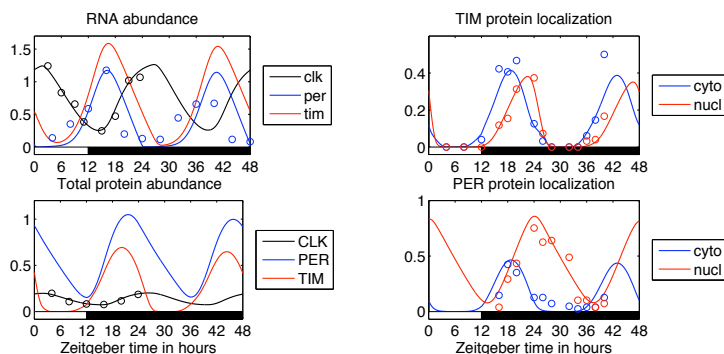 RNA abundance
1.5
1
0.5
0
0 6 12 18 24 30 36 42 48
clk
per
tim
TIM protein localization
0.4
0.2
0
0 6 12 18 24 30 36 42 48
cyto
nucl
Total protein abundance
1
0.5
0
0 6 12 18 24 30 36 42 48
Zeitgeber time in hours
CLK
PER
TIM
PER protein localization
1
0.5
0
0 6 12 18 24 30 36 42 48
Zeitgeber time in hours
cyto
nucl